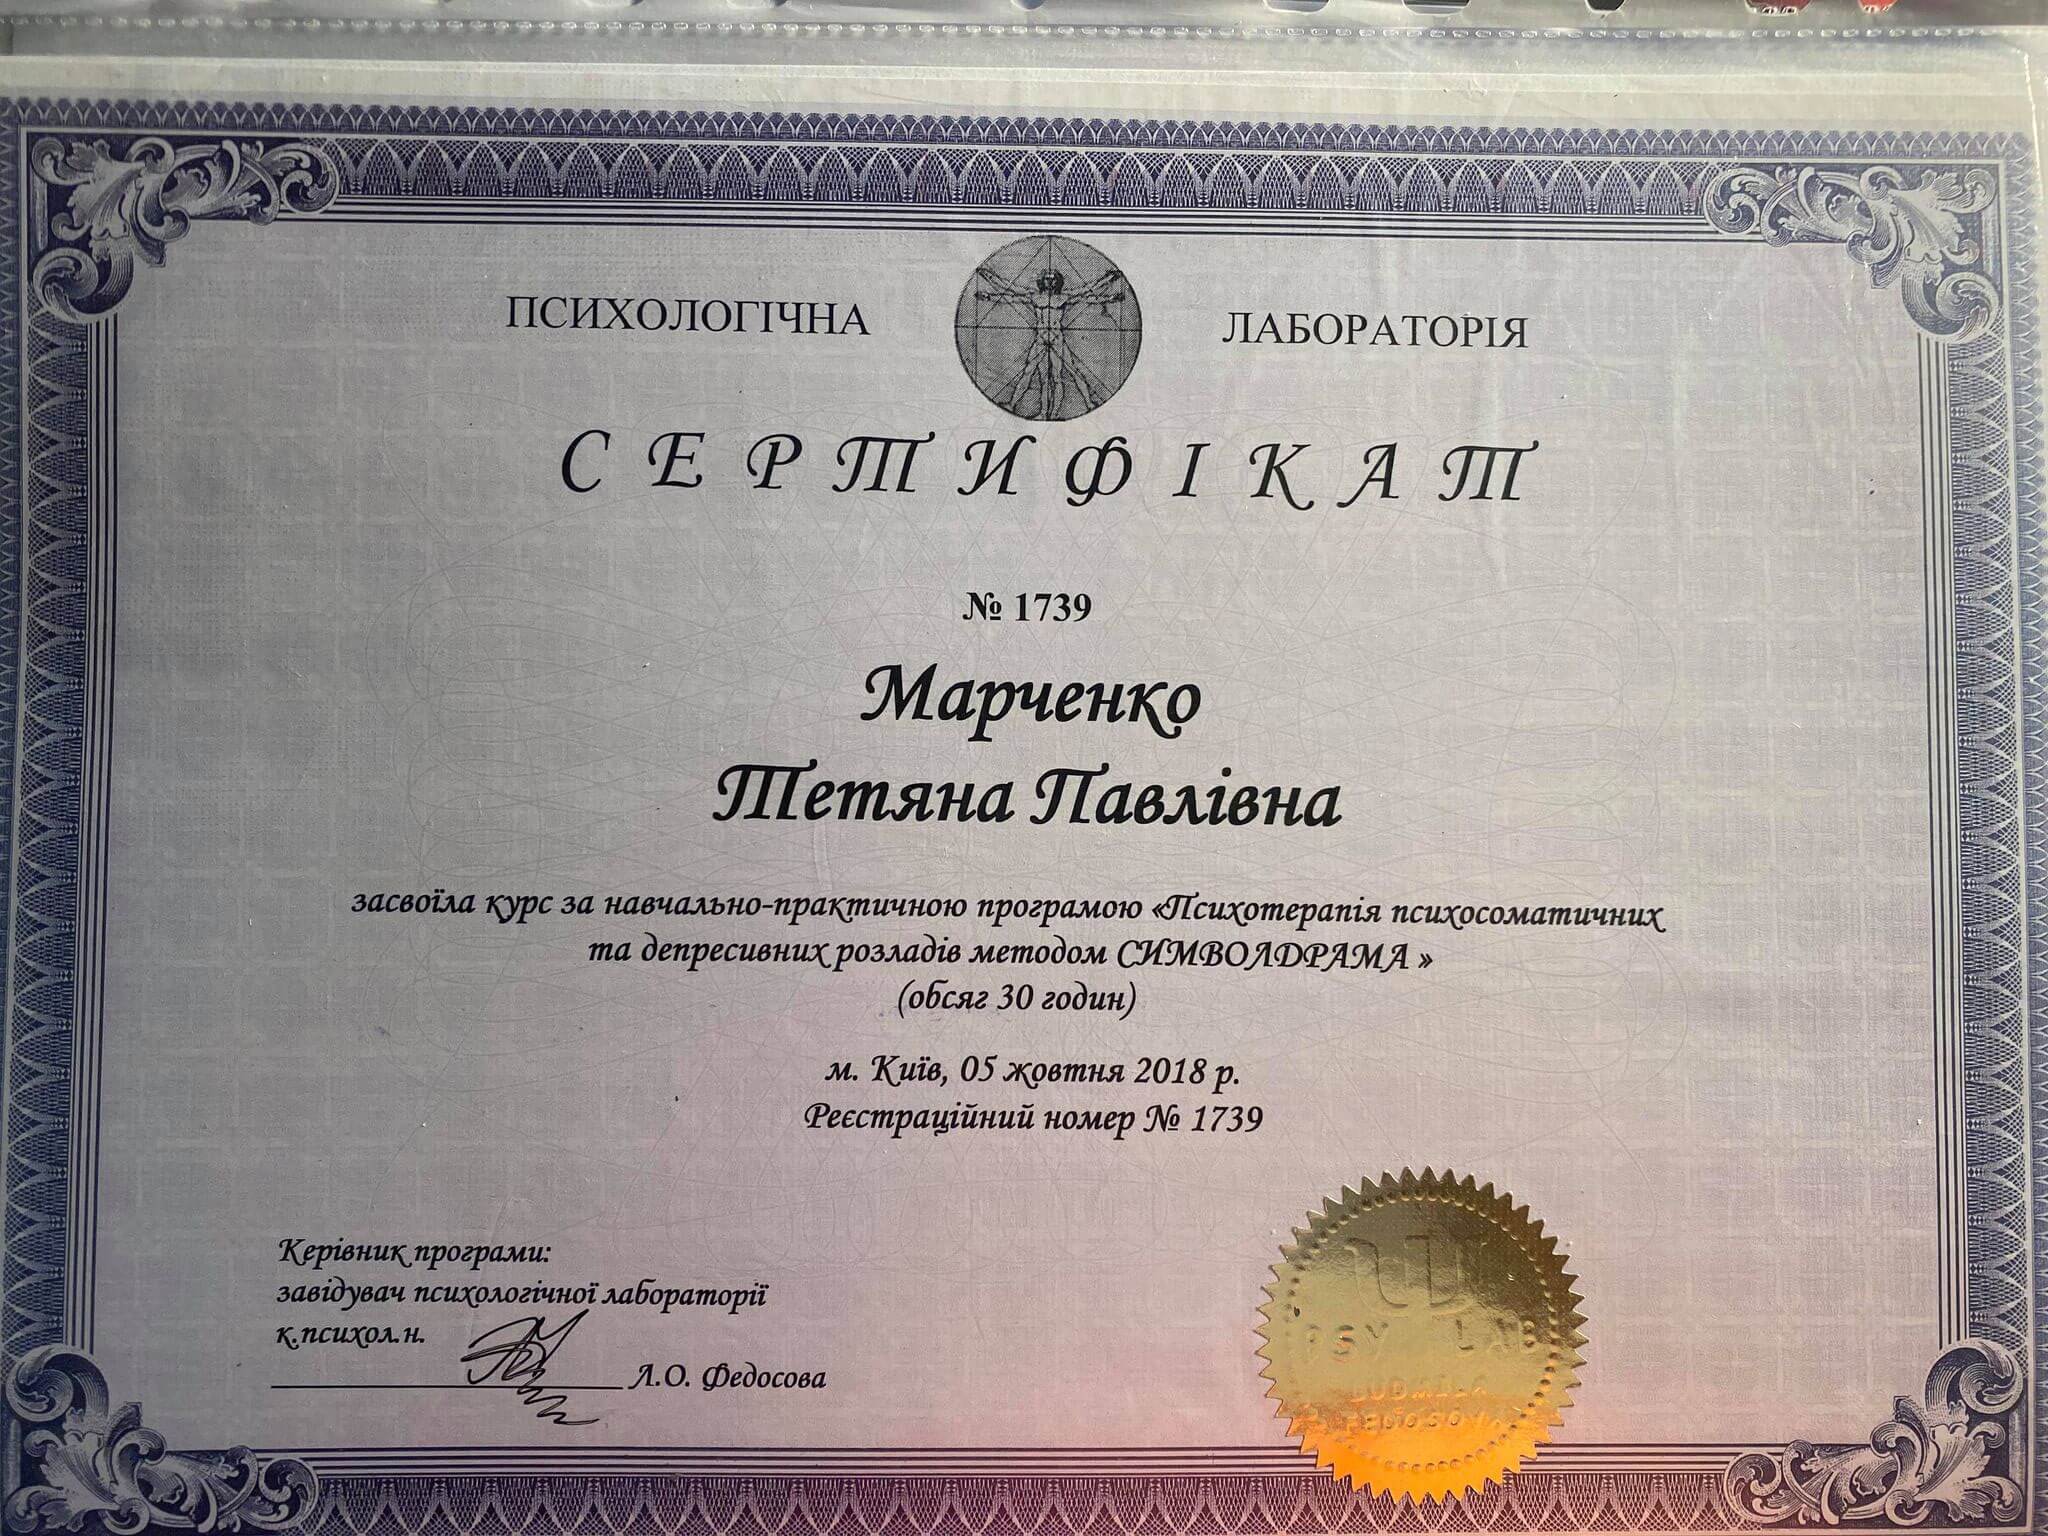 ПСИХОЛОГІЧНА ЛАБОРАТОРІЯ
СЕРТИФІКАТ
№ 1739
Марченко
Тетяна Павлівна
засвоїла курс за навчально-практичною програмою «Психотерапія психосоматичних
та депресивних розладів методом СИМВОЛДРАМА »
(обсяг 30 годин)
м. Київ, 05 жовтня 2018 р.
Реєстраційний номер № 1739
Керівник програми:
завідувач психологічної лабораторії
к.психол.н.
Л.О. Федосова
PSY LAB
LUDMILA
FEDOSOVA